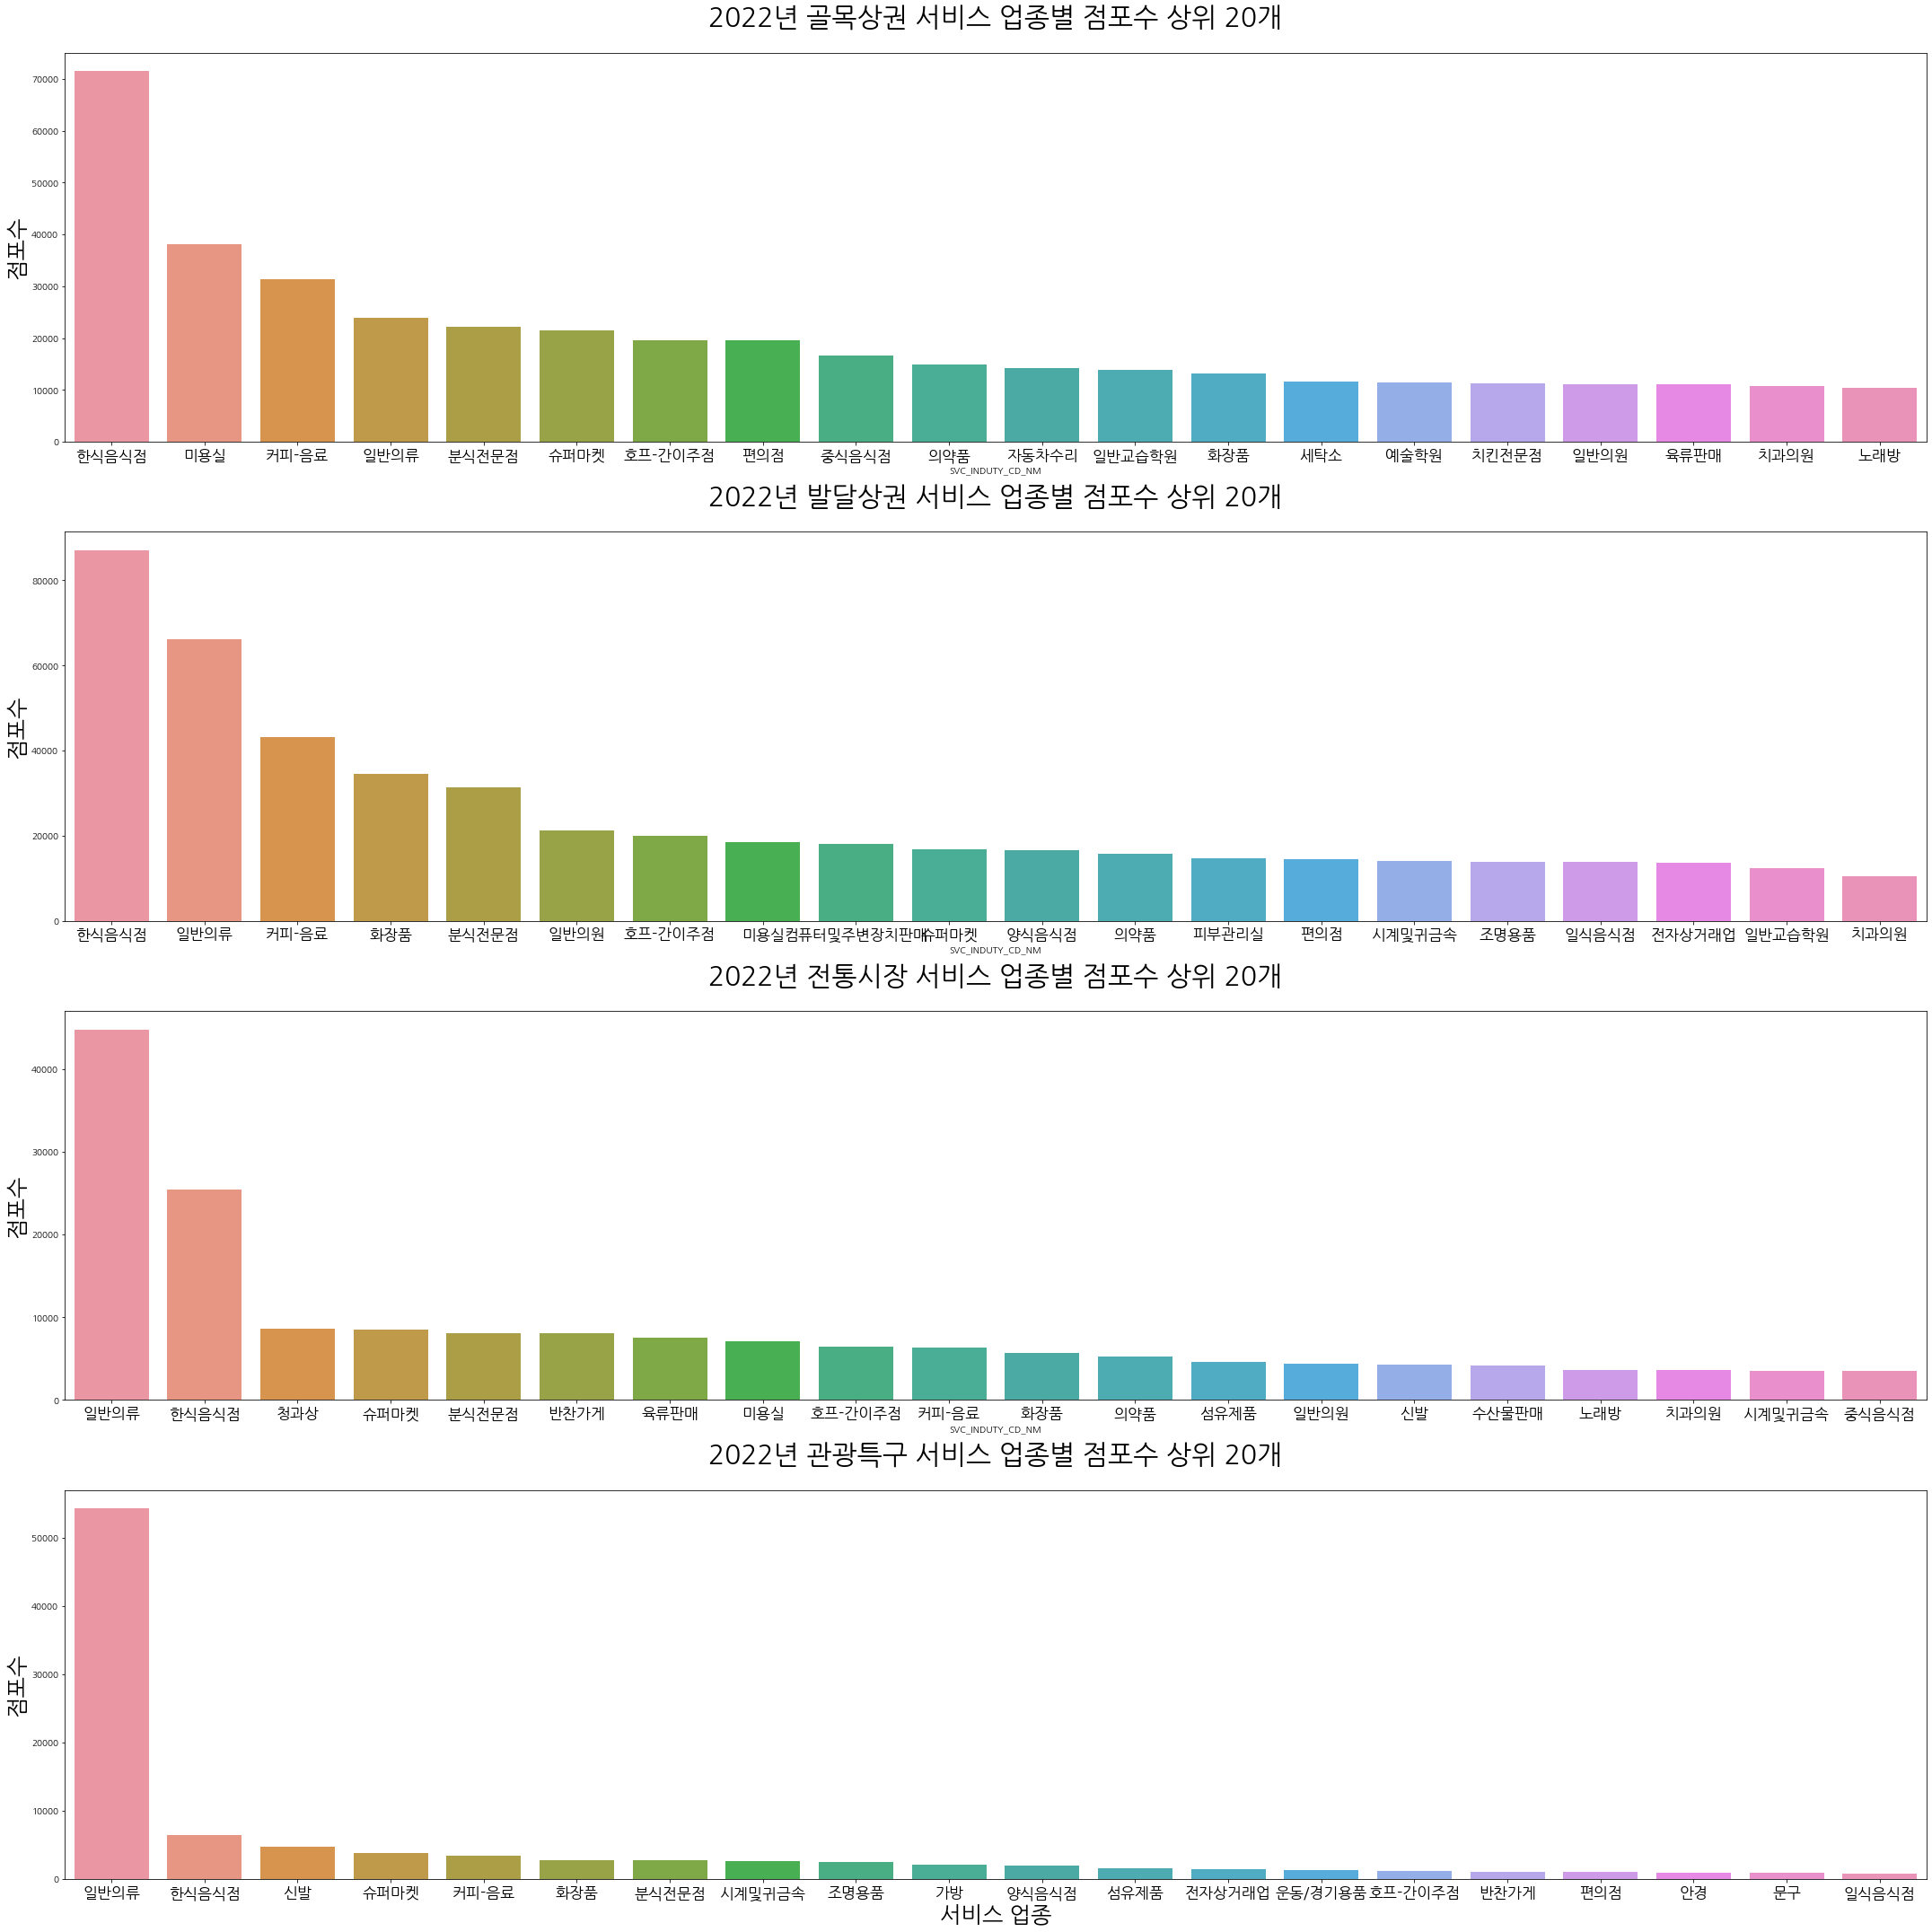 2022년 골목상권 서비스 업종별 점포수 상위 20개
점포수
70000
60000
50000
40000
30000
20000
10000
0
한식음식점 미용실 커피-음료 일반의류 분식전문점 슈퍼마켓 호프-간이주점 편의점 중식음식점 의약품 자동차수리 일반교습학원 화장품 세탁소 예술학원 치킨전문점 일반의원 육류판매 치과의원 노래방
SVC_INDUTY_CD_NM
2022년 발달상권 서비스 업종별 점포수 상위 20개
점포수
80000
60000
40000
20000
0
한식음식점 일반의류 커피-음료 화장품 분식전문점 일반의원 호프-간이주점 미용실 컴퓨터및주변장치판매 슈퍼마켓 양식음식점 의약품 피부관리실 편의점 시계및귀금속 조명용품 일식음식점 전자상거래업 일반교습학원 치과의원
SVC_INDUTY_CD_NM
2022년 전통시장 서비스 업종별 점포수 상위 20개
점포수
40000
30000
20000
10000
0
일반의류 한식음식점 청과상 슈퍼마켓 분식전문점 반찬가게 육류판매 미용실 호프-간이주점 커피-음료 화장품 의약품 섬유제품 일반의원 신발 수산물판매 노래방 치과의원 시계및귀금속 중식음식점
SVC_INDUTY_CD_NM
2022년 관광특구 서비스 업종별 점포수 상위 20개
점포수
50000
40000
30000
20000
10000
0
일반의류 한식음식점 신발 슈퍼마켓 커피-음료 화장품 분식전문점 시계및귀금속 조명용품 가방 양식음식점 섬유제품 전자상거래업 운동/경기용품 호프-간이주점 반찬가게 편의점 안경 문구 일식음식점
서비스 업종